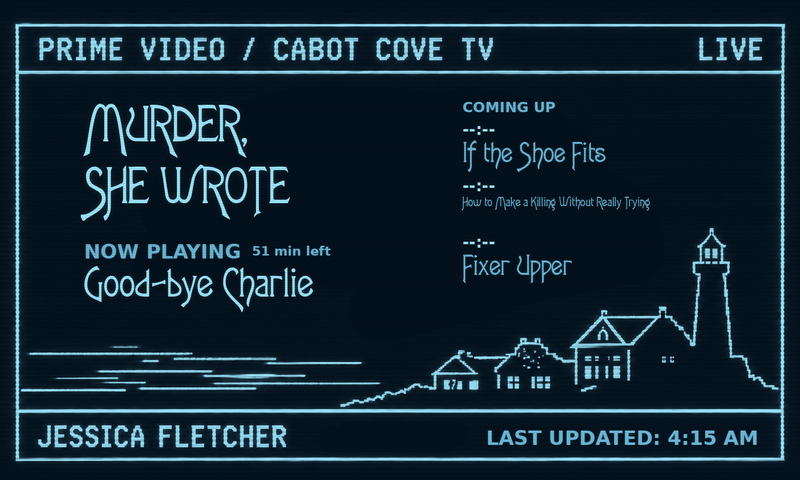 PRIME VIDEO / CABOT COVE TV
LIVE
MURDER,
SHE WROTE
NOW PLAYING 51 min left
Good-bye Charlie
COMING UP
--:--
If the Shoe Fits
--:--
How to Make a Killing Without Really Trying
--:--
Fixer Upper
JESSICA FLETCHER
LAST UPDATED: 4:15 AM